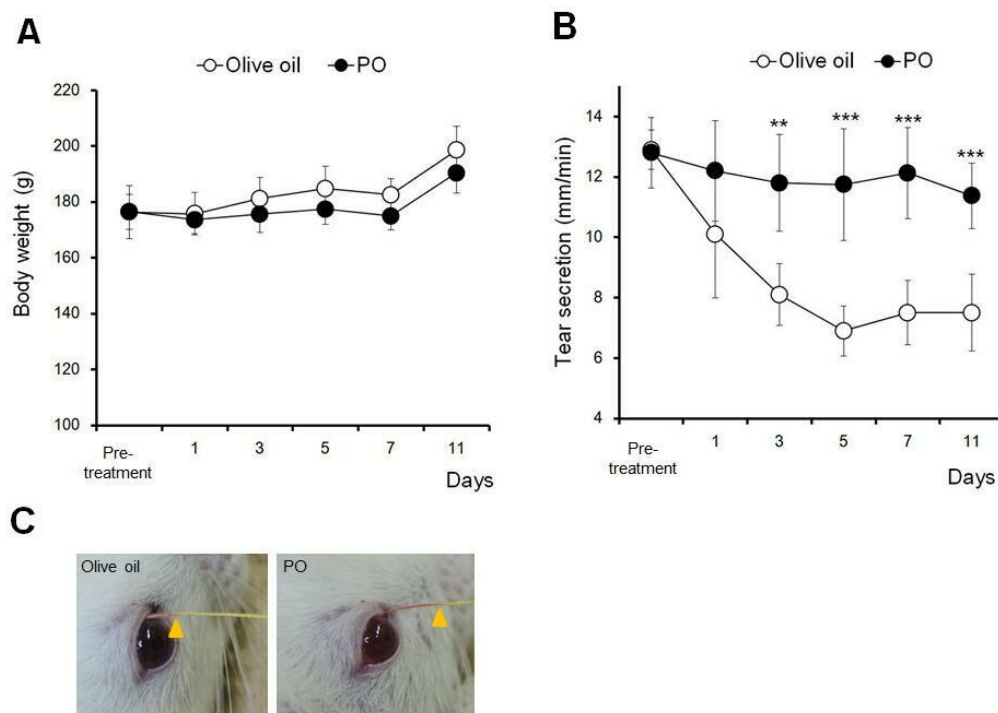 A
Olive oil PO
220
200
180
160
140
120
100
Body weight (g)
Pre-
treatment
1 3 5 7 11
Days
B
Olive oil PO
14
12
10
8
6
4
Tear secretion (mm/min)
** *** *** ***
Pre-
treatment
1 3 5 7 11
Days
C
Olive oil
PO